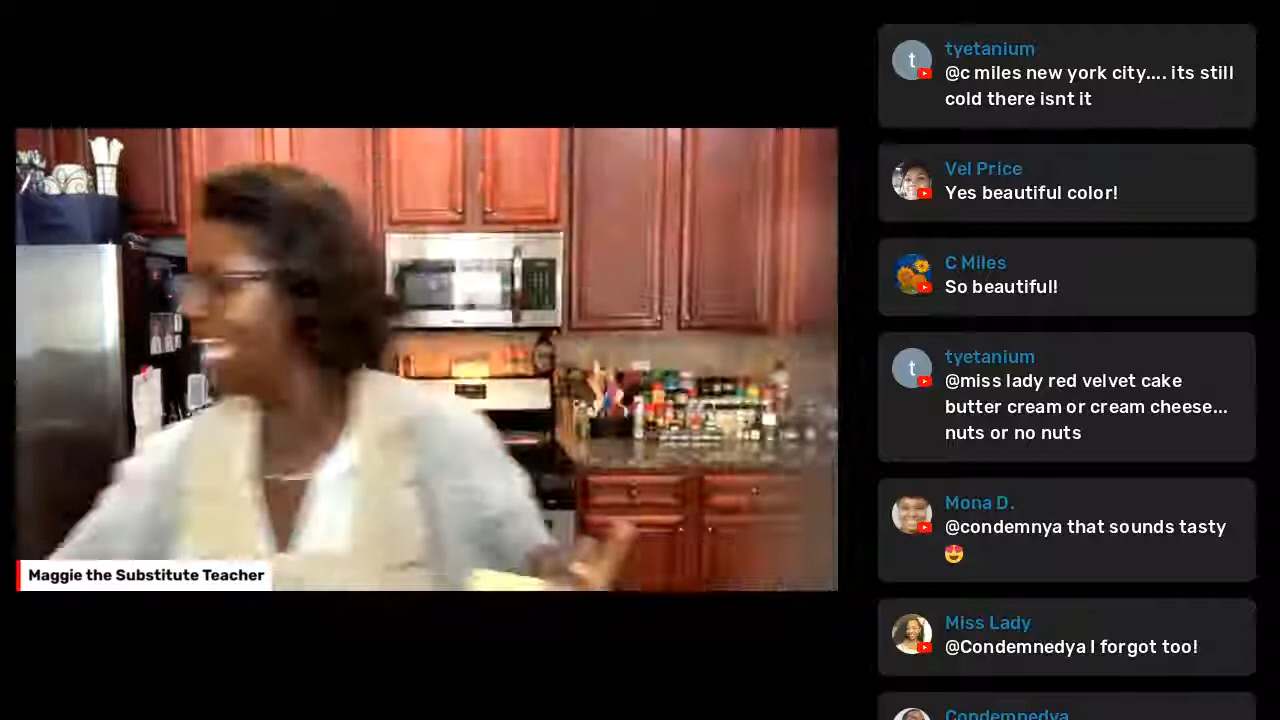 tyetanium
@c miles new york city.... its still
cold there isnt it
Vel Price
Yes beautiful color!
C Miles
So beautiful!
tyetanium
@miss lady red velvet cake
butter cream or cream cheese...
nuts or no nuts
Mona D.
@condemnya that sounds tasty
😍
Miss Lady
@Condemnedya I forgot too!
Condemnedya
Maggie the Substitute Teacher
t
t